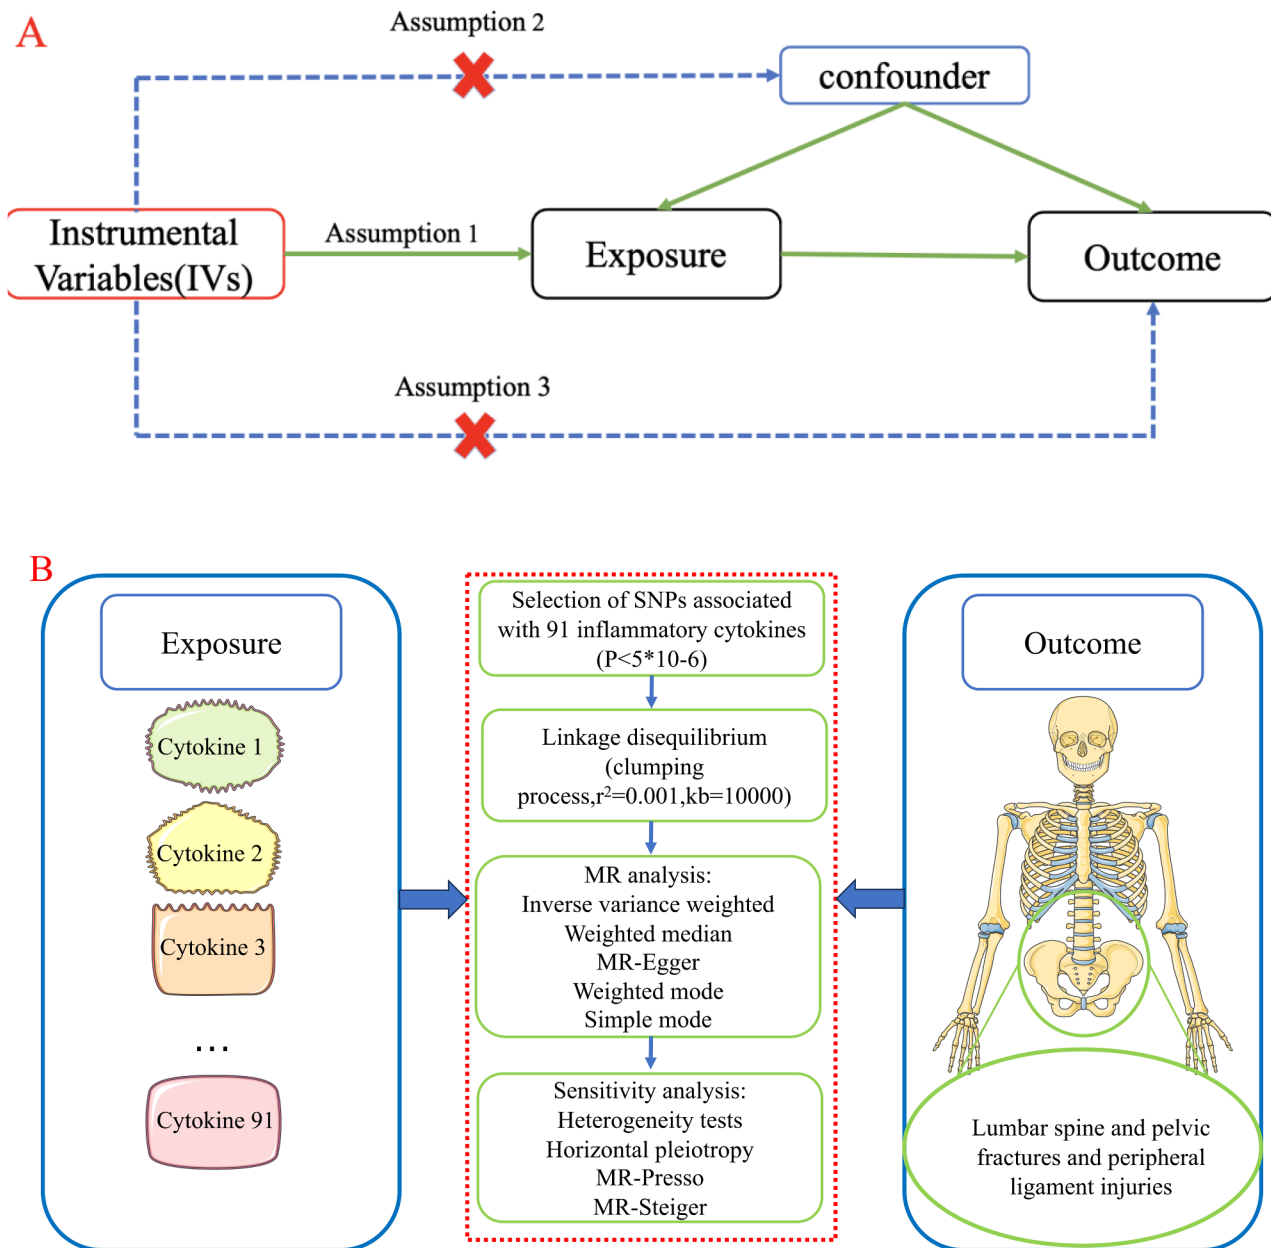 A
Assumption 2
confounder
Instrumental
Variables(IVs)
Assumption 1
Exposure
Outcome
Assumption 3
B
Exposure
Cytokine 1
Cytokine 2
Cytokine 3
...
Cytokine 91
Selection of SNPs associated
with 91 inflammatory cytokines
(P<5*10-6)
Linkage disequilibrium
(clumping
process,r²=0.001,kb=10000)
MR analysis:
Inverse variance weighted
Weighted median
MR-Egger
Weighted mode
Simple mode
Sensitivity analysis:
Heterogneity tests
Horizontal pleiotropy
MR-Presso
MR-Steiger
Outcome
Lumbar spine and pelvic
fractures and peripheral
ligament injuries